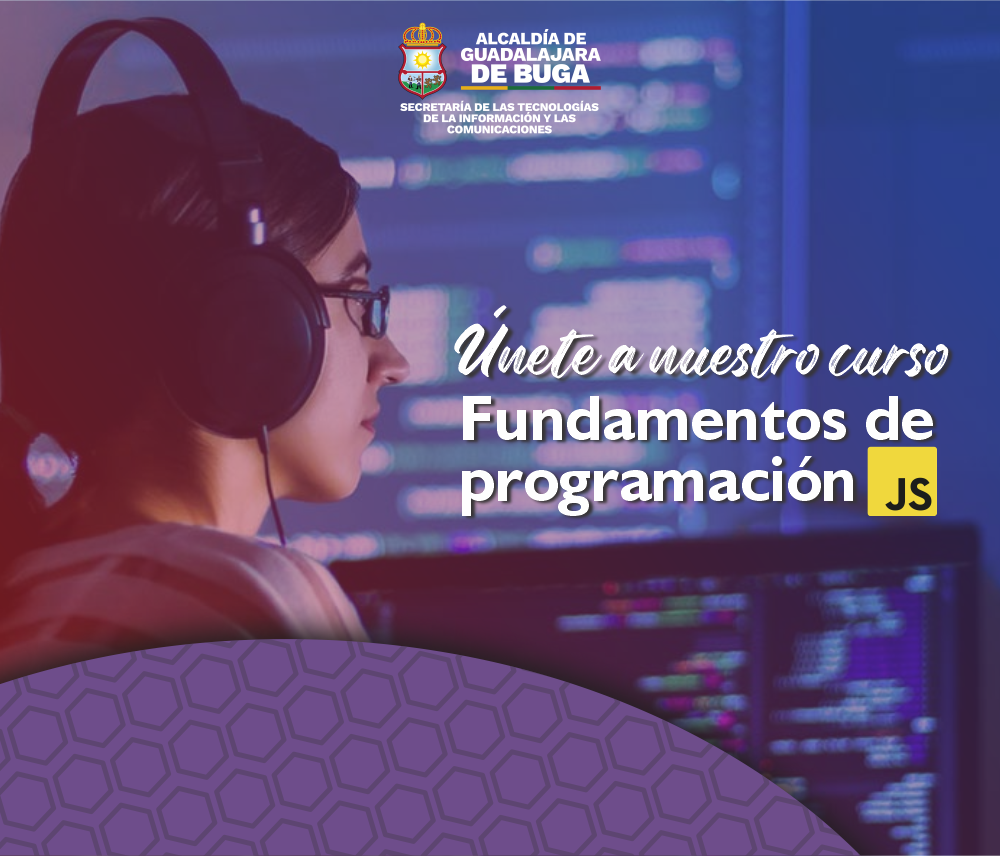 ALCALDÍA DE
GUADALAJARA
DE BUGA
SECRETARÍA DE LAS TECNOLOGÍAS
DE LA INFORMACIÓN Y LAS
COMUNICACIONES
Únete a nuestro curso
Fundamentos de
programación JS